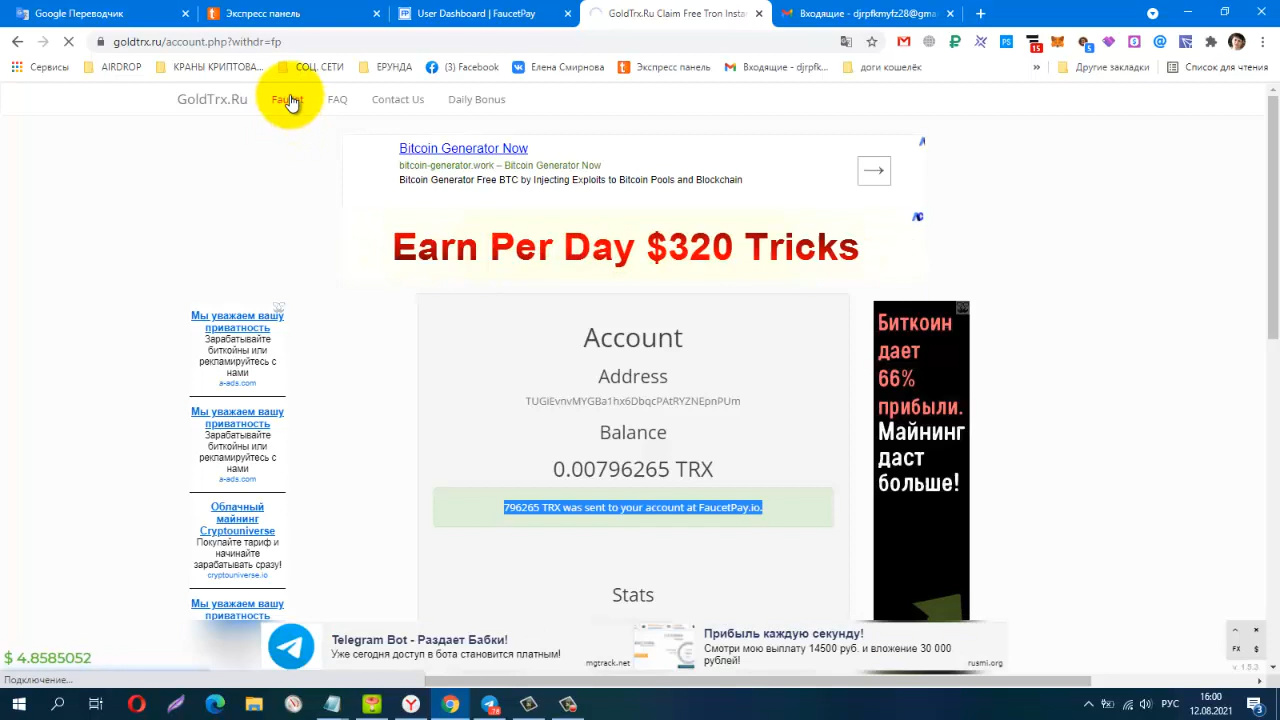 Google Переводчик
Экспресс панель
User Dashboard | FaucetPay
GoldTrx.Ru Claim Free Tron Instan
Входящие - djrpfkmyfz28@gmai
goldtrx.ru/account.php?withdr=fp
Сервисы
AIRDROP
КРАНЫ КРИПТОВА...
СОЦ. СЕТИ
ЕРУНДА
(3) Facebook
Елена Смирнова
Экспресс панель
Входящие - djrpfk...
доги кошелёк
»
Другие закладки
Список для чтения
GoldTrx.Ru
Faucet
FAQ
Contact Us
Daily Bonus
Bitcoin Generator Now
bitcoin-generator.work – Bitcoin Generator Now
Bitcoin Generator Free BTC by Injecting Exploits to Bitcoin Pools and Blockchain
Earn Per Day $320 Tricks
Мы уважаем вашу
приватность
Зарабатывайте
биткойны или
рекламируйтесь с
нами
a-ads.com
Мы уважаем вашу
приватность
Зарабатывайте
биткойны или
рекламируйтесь с
нами
a-ads.com
Облачный
майнинг
Cryptouniverse
Покупайте тариф и
начинайте
зарабатывать сразу!
cryptouniverse.io
Мы уважаем вашу
приватность
Account
Address
TUGiEvnvMYGBa1hx6DbqcPAtRYZNEpnPUm
Balance
0.00796265 TRX
796265 TRX was sent to your account at FaucetPay.io.
Stats
Биткоин
дает
66%
прибыли.
Майнинг
даст
больше!
Telegram Bot - Раздает Бабки!
Уже сегодня доступ в бота становится платным!
mgtrack.net
Прибыль каждую секунду!
Смотри мою выплату 14500 руб. и вложение 30 000
рублей!
rusmi.org
FX $
v 1.5.3
$ 4.8585052
Подключение...
РУС
16:00
12.08.2021